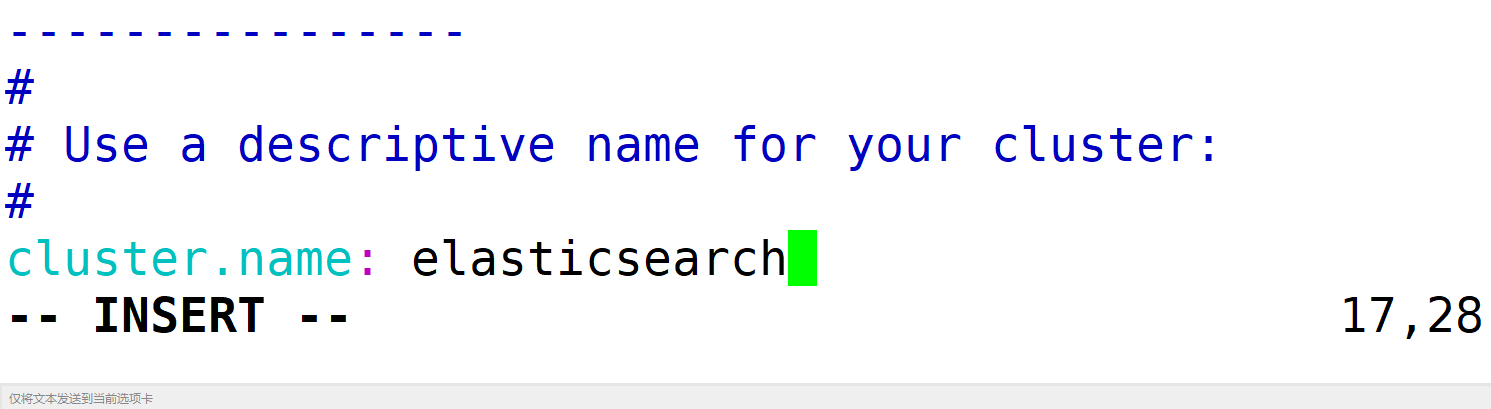 ----------------
#
# Use a descriptive name for your cluster:
#
cluster.name: elasticsearch
-- INSERT -- 17,28
仅将文本发送到当前选项卡